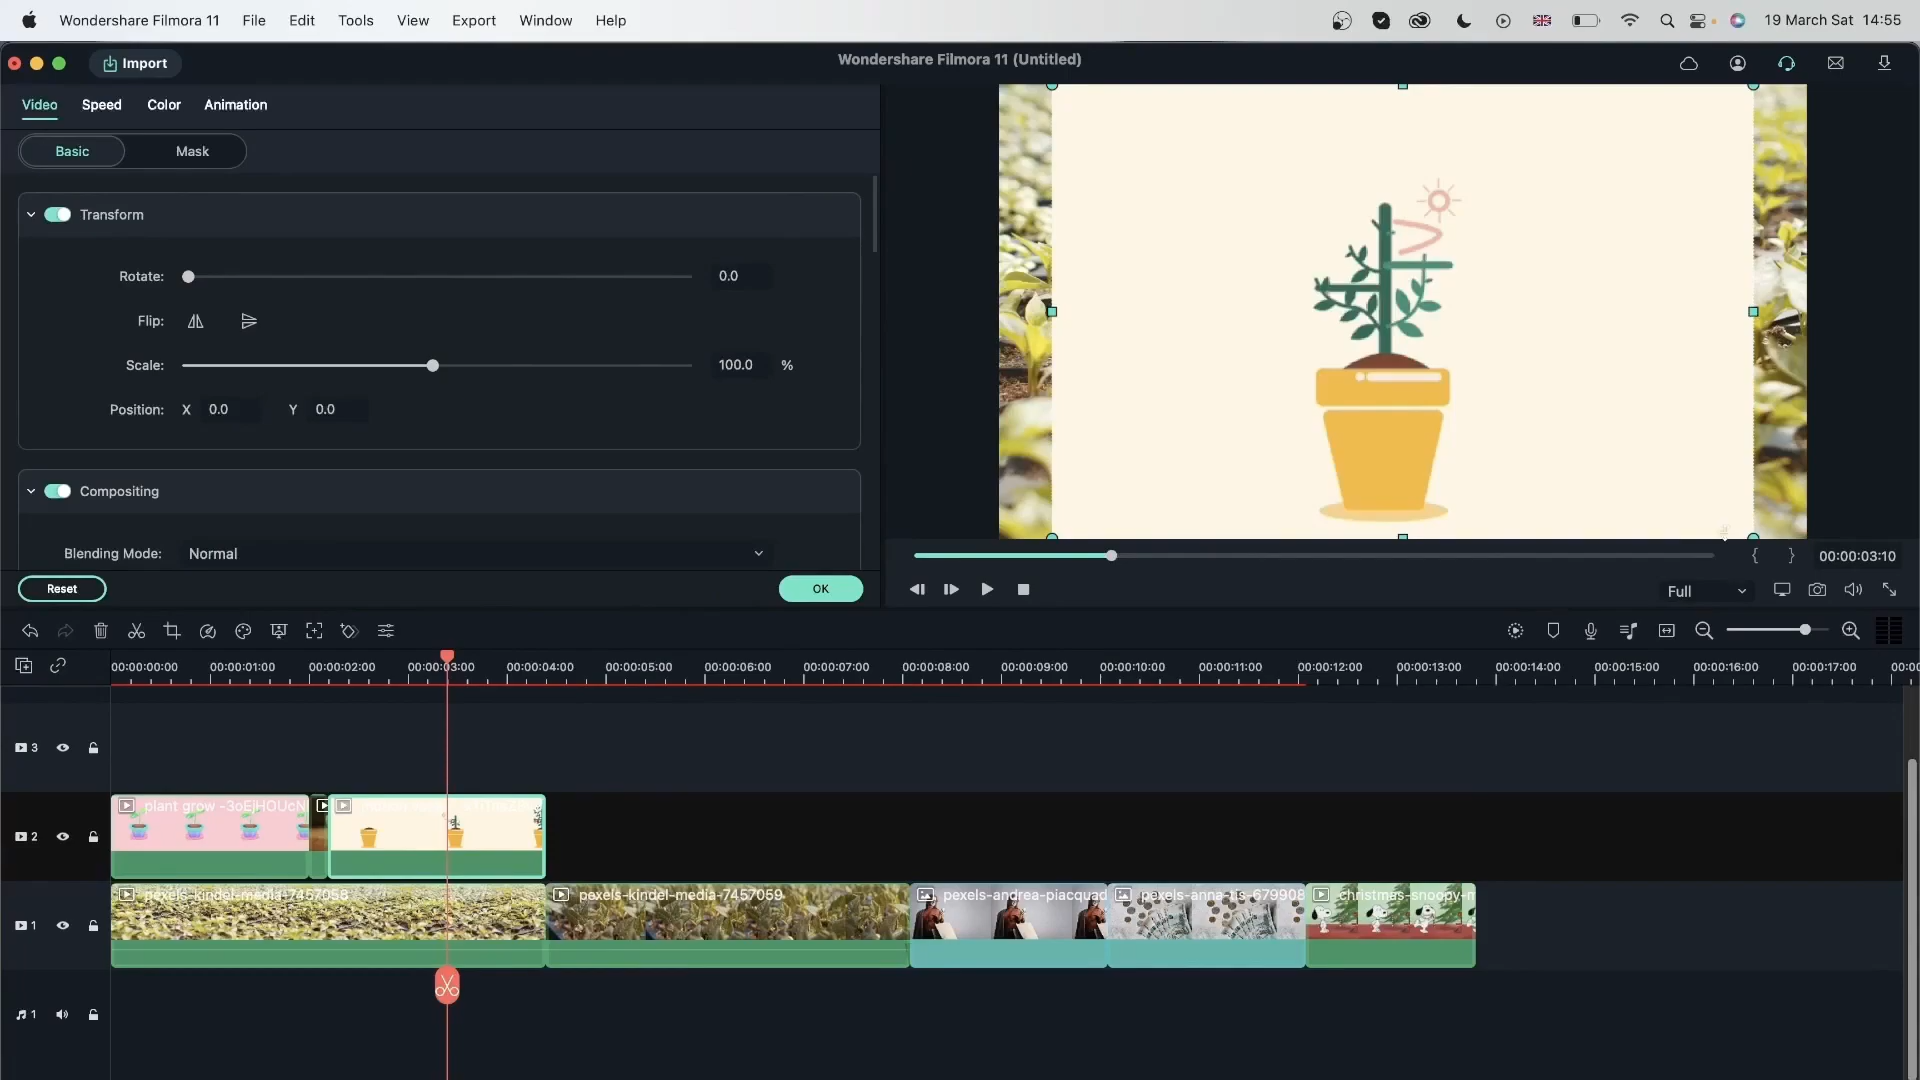 Wondershare Filmora 11 File Edit Tools View Export Window Help 19 March Sat 14:55
Import Wondershare Filmora 11 (Untitled)
Video Speed Color Animation
Basic Mask
Transform
Rotate: 0.0
Flip:
Scale: 100.0 %
Position: X 0.0 Y 0.0
Compositing
Blending Mode: Normal
Reset OK
{ } 00:00:03:10
Full
00:00:00:00 00:00:01:00 00:00:02:00 00:00:03:00 00:00:04:00 00:00:05:00 00:00:06:00 00:00:07:00 00:00:08:00 00:00:09:00 00:00:10:00 00:00:11:00 00:00:12:00 00:00:13:00 00:00:14:00 00:00:15:00 00:00:16:00 00:00:17:00 00:00
3
plant grow -3oEjHOUcN
2
pexels-kindel-media-7457058 pexels-kindel-media-7457059 pexels-andrea-piacquad pexels-anna-tis-679908 christmas-snoopy-n
1
1